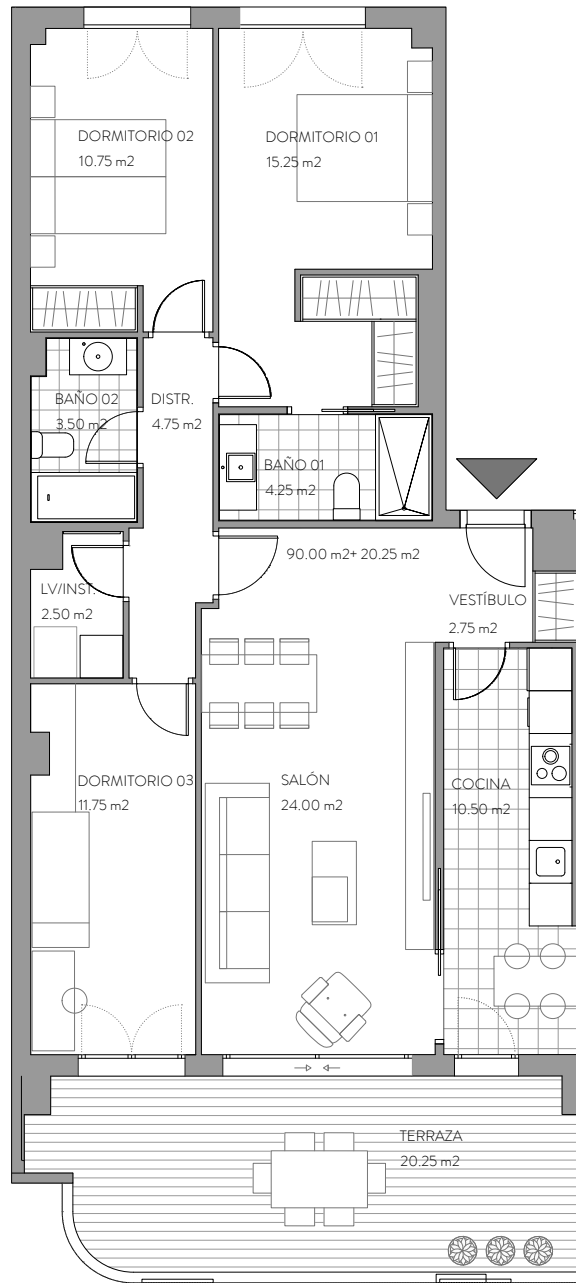 DORMITORIO 02
10.75 m2
DORMITORIO 01
15.25 m2
BAÑO 02
3.50 m2
DISTR.
4.75 m2
BAÑO 01
4.25 m2
90.00 m2+ 20.25 m2
LV/INST.
2.50 m2
VESTÍBULO
2.75 m2
DORMITORIO 03
11.75 m2
SALÓN
24.00 m2
COCINA
10.50 m2
TERRAZA
20.25 m2